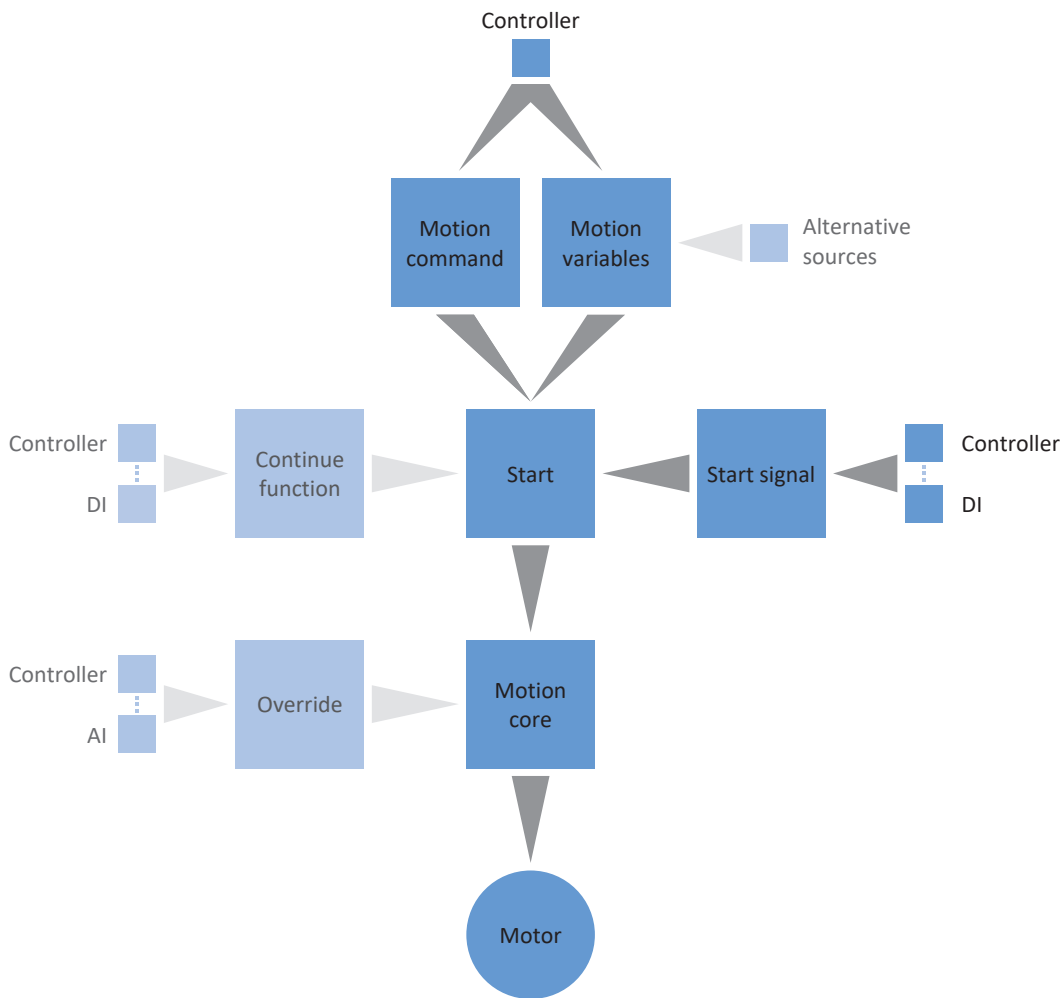 Controller
Motion
command
Motion
variables
Alternative
sources
Controller
DI
Continue
function
Start
Start signal
Controller
DI
Controller
AI
Override
Motion
core
Motor